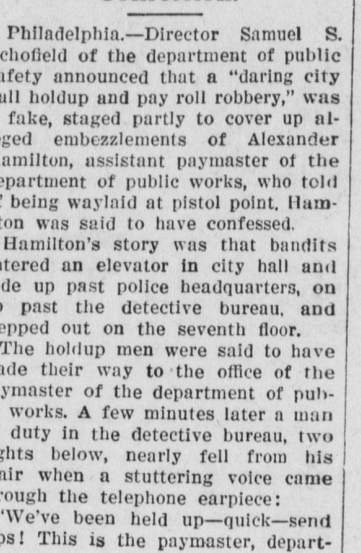 Philadelphia.—Director Samuel S.
chofield of the department of public
afety announced that a "daring city
all holdup and pay roll robbery," was
fake, staged partly to cover up al-
ged embezzlements of Alexander
amilton, assistant paymaster of the
epartment of public works, who told
f being waylaid at pistol point. Ham-
ton was said to have confessed.
Hamilton's story was that bandits
tered an elevator in city hall and
de up past police headquarters, on
o past the detective bureau, and
epped out on the seventh floor.
The holdup men were said to have
ade their way to the office of the
ymaster of the department of pub-
works. A few minutes later a man
duty in the detective bureau, two
ghts below, nearly fell from his
air when a stuttering voice came
rough the telephone earpiece:
"We've been held up—quick—send
ps! This is the paymaster, depart-